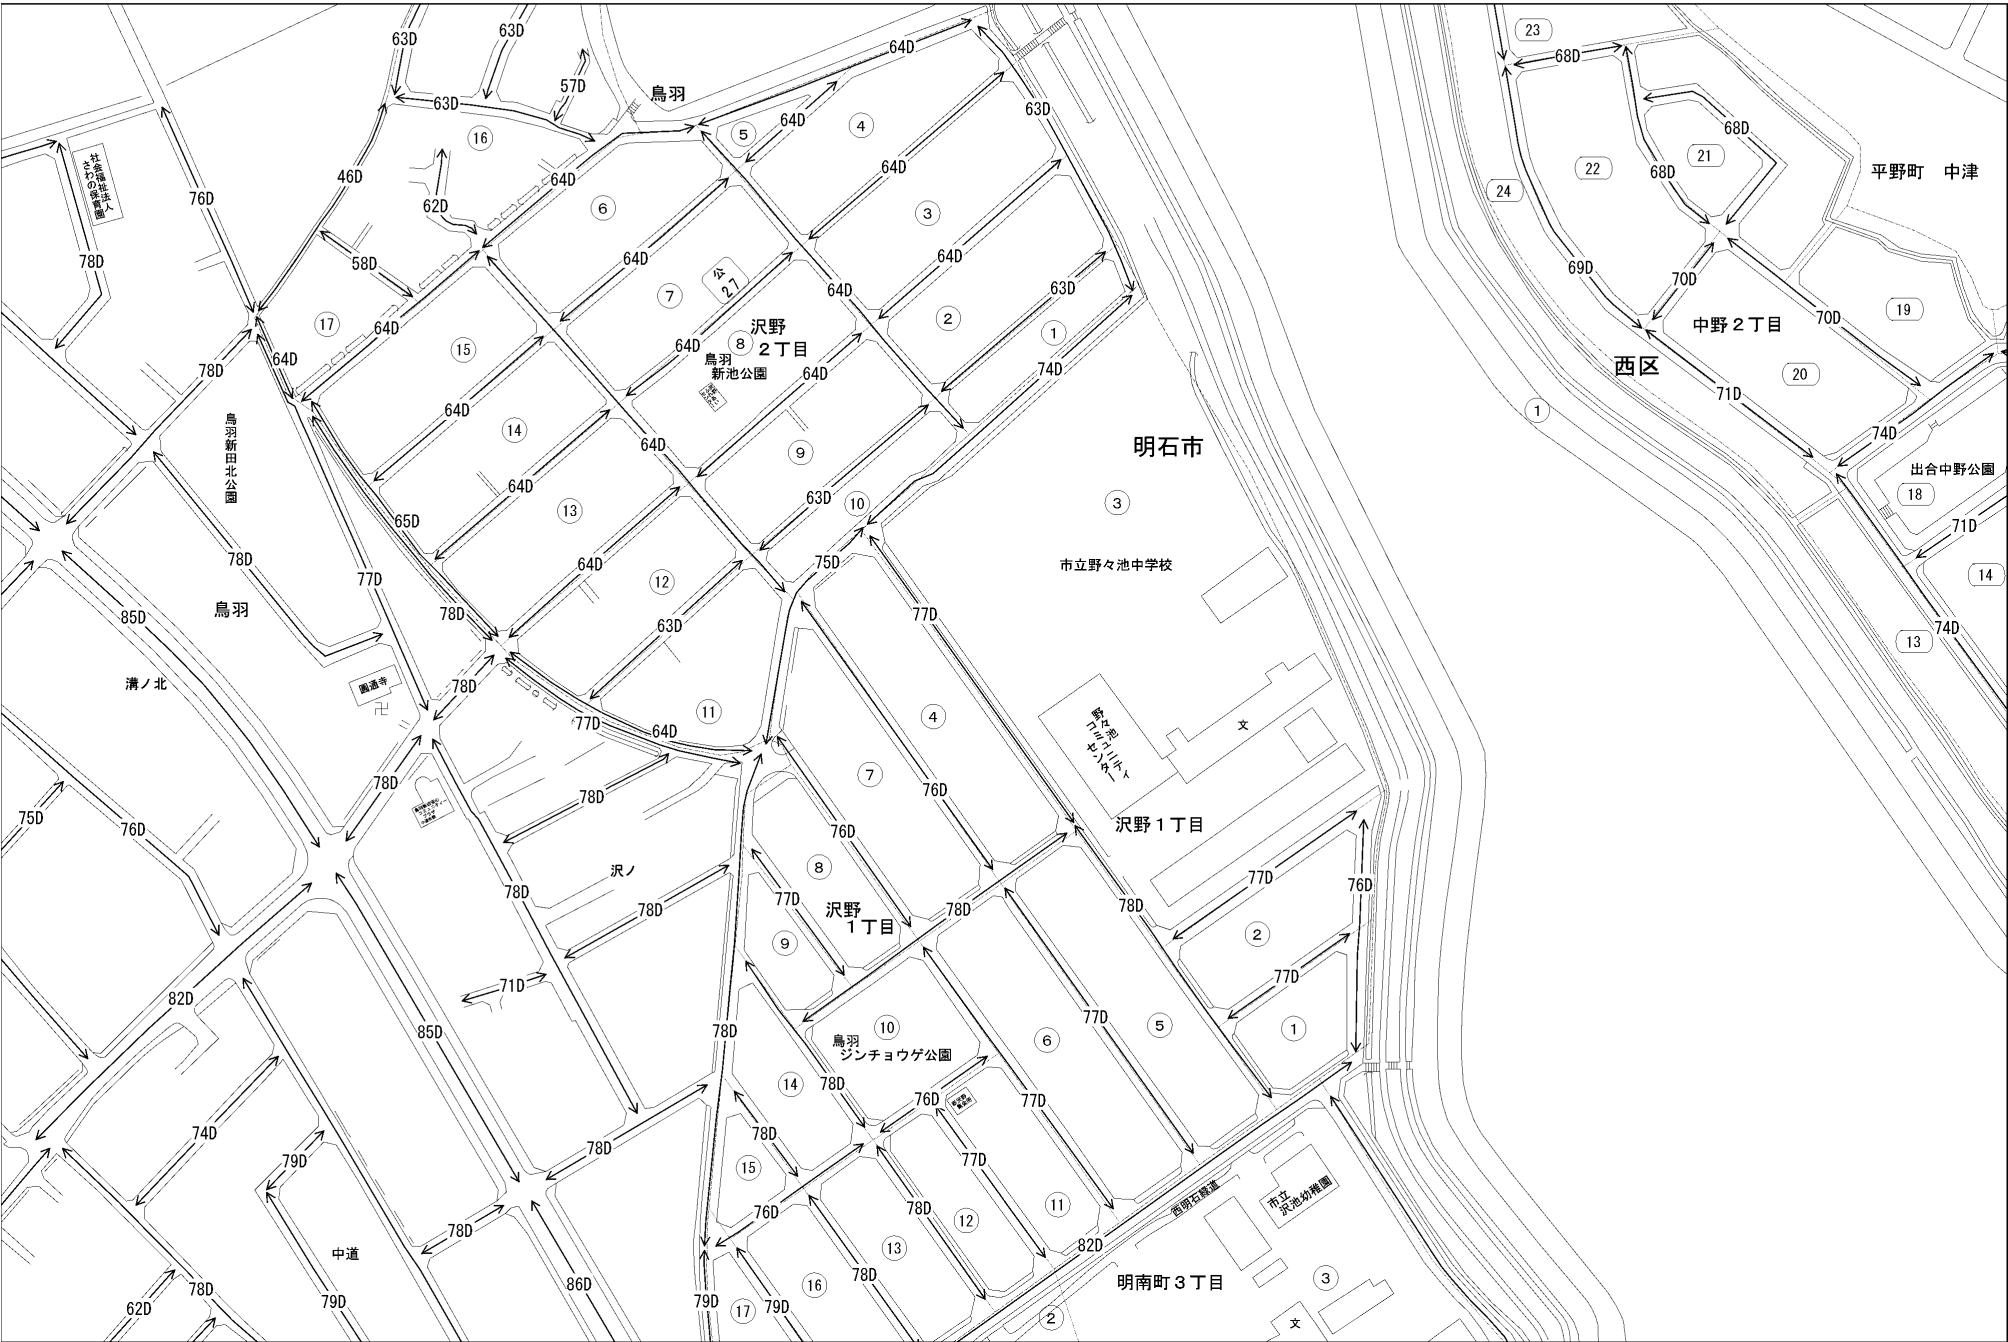 63D
63D
64D
23
68D
57D
鳥羽
63D
63D
64D
5
4
16
68D
21
22
社会福祉法人
さわの保育園
46D
76D
64D
64D
68D
平野町 中津
24
62D
6
3
78D
58D
64D
公
27
64D
69D
70D
7
64D
63D
17
64D
沢野
2丁目
2
1
中野2丁目
70D
19
15
64D
8
64D
78D
鳥羽
新池公園
64D
74D
西区
20
71D
64D
14
64D
1
鳥羽新田北公園
明石市
74D
9
出合中野公園
18
64D
63D
10
3
13
65D
71D
78D
77D
64D
75D
市立野々池中学校
14
12
85D
鳥羽
78D
77D
63D
74D
13
溝ノ北
圓通寺
卍
78D
77D
64D
11
4
野々池
コミュニティ
センター
文
78D
78D
7
76D
75D
76D
76D
沢野1丁目
沢ノ
8
77D
76D
78D
78D
77D
沢野
1丁目
78D
78D
9
2
71D
77D
82D
85D
78D
10
77D
5
1
鳥羽
ジンチョウゲ公園
6
14
78D
76D
77D
74D
78D
78D
79D
15
77D
市立
沢池幼稚園
西明石緑道
76D
78D
12
11
78D
中道
13
82D
86D
78D
明南町3丁目
3
62D
78D
79D
79D
17
79D
16
2
文